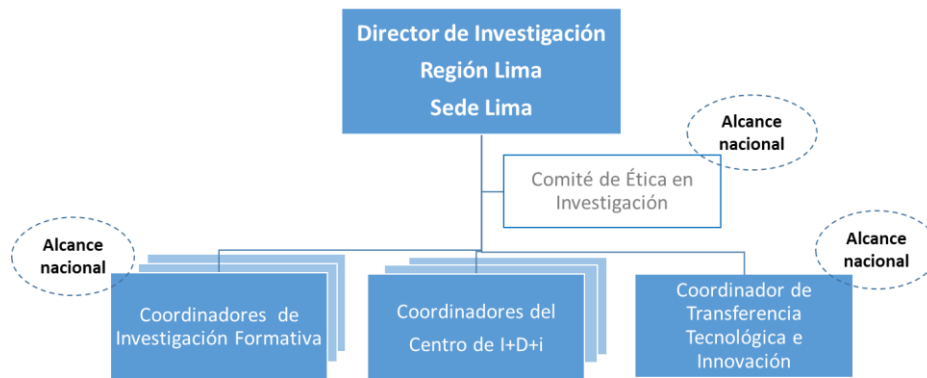 Director de Investigación
Región Lima
Sede Lima
Alcance
nacional
Comité de Ética en
Investigación
Alcance
nacional
Alcance
nacional
Coordinadores de
Investigación Formativa
Coordinadores del
Centro de I+D+i
Coordinador de
Transferencia
Tecnológica e
Innovación